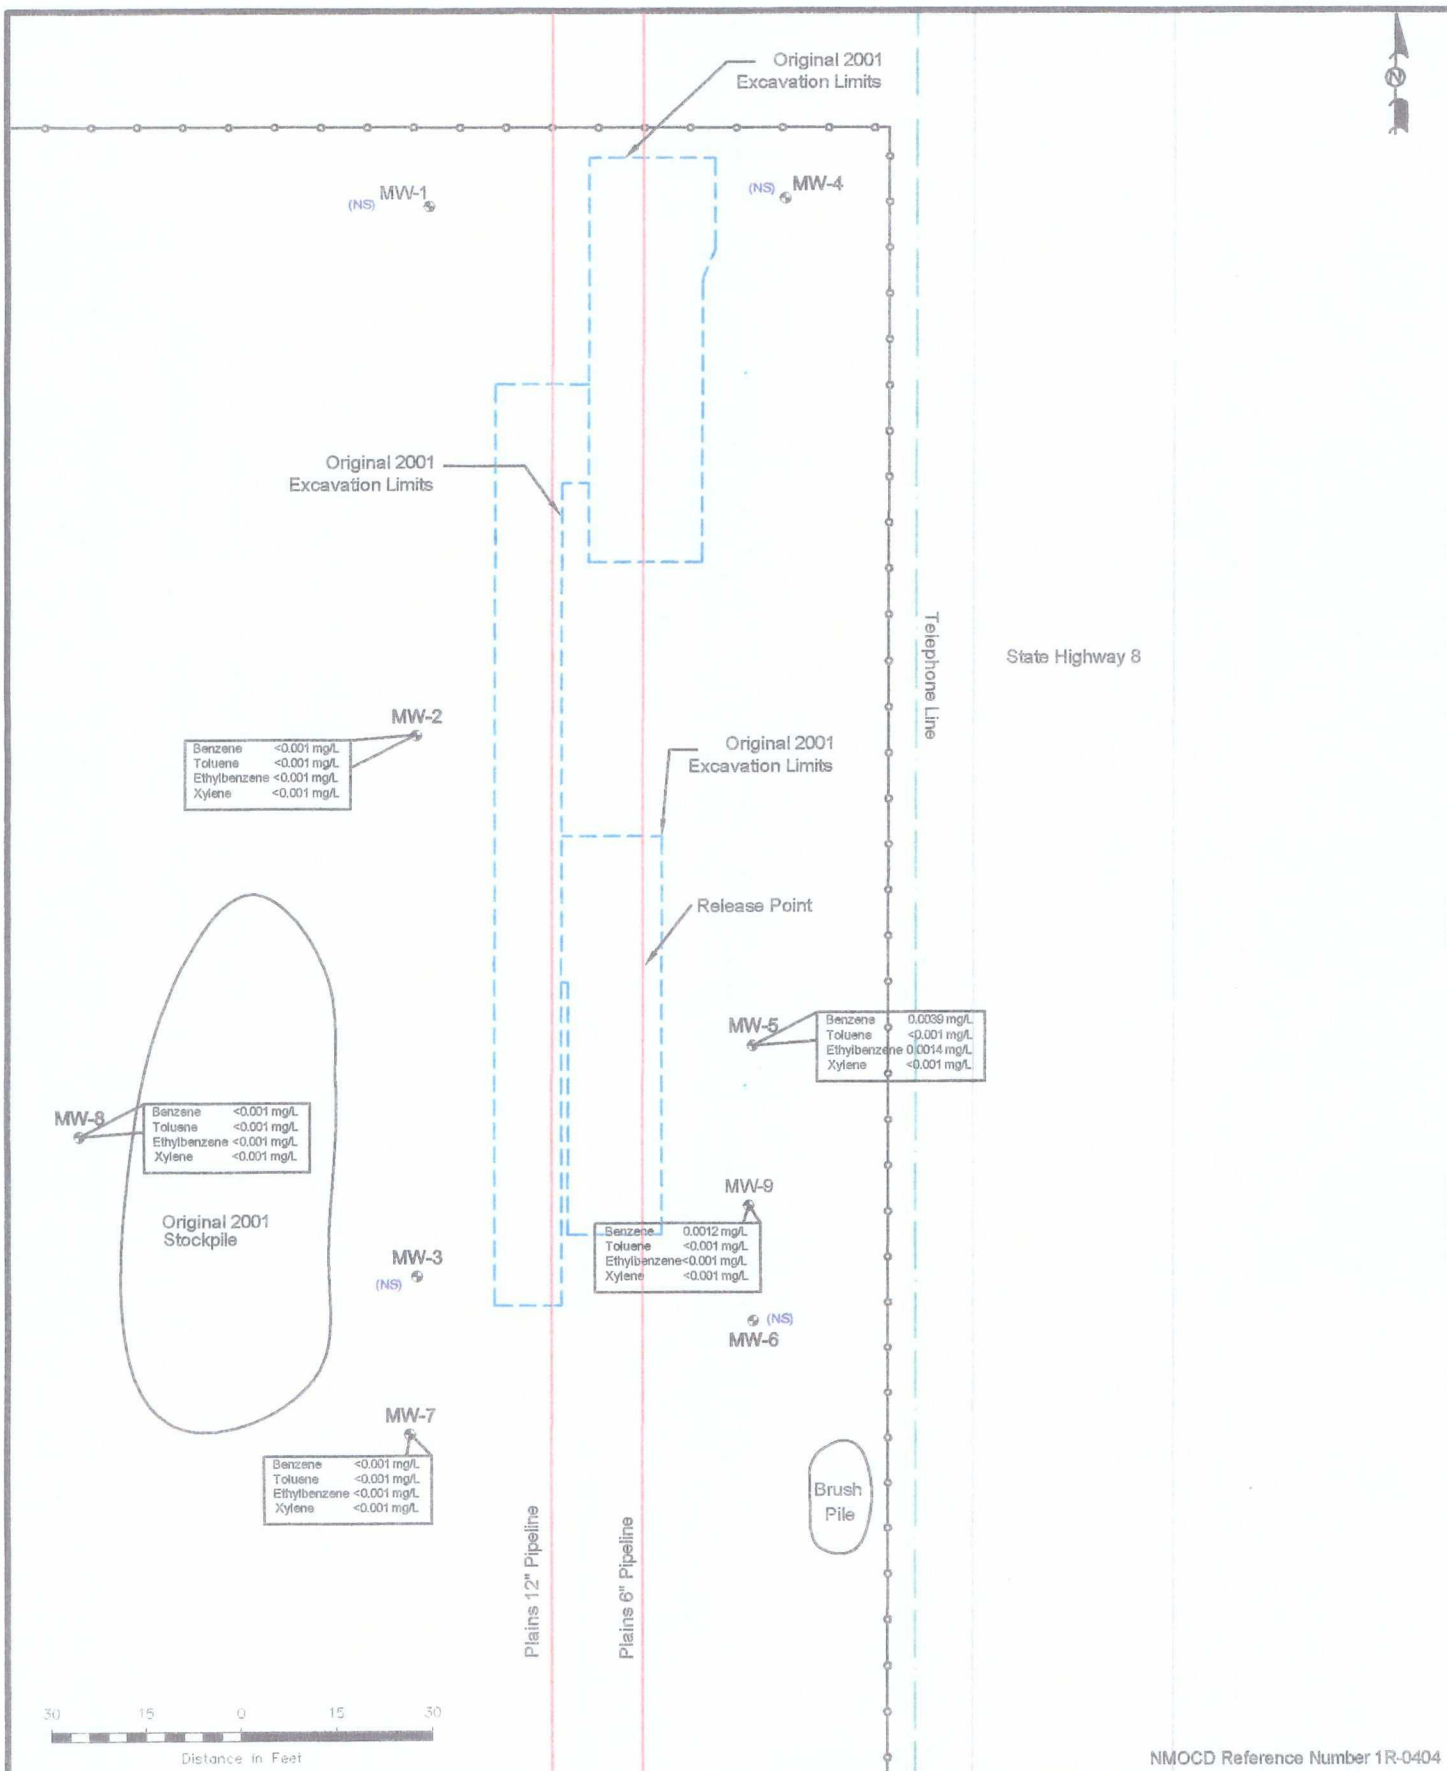 Original 2001
Excavation Limits
N
MW-1
(NS)
(NS)
MW-4
Original 2001
Excavation Limits
Telephone Line
State Highway 8
MW-2
Benzene <0.001 mg/L
Toluene <0.001 mg/L
Ethylbenzene <0.001 mg/L
Xylene <0.001 mg/L
Original 2001
Excavation Limits
Release Point
MW-5
Benzene 0.0039 mg/L
Toluene <0.001 mg/L
Ethylbenzene 0.0014 mg/L
Xylene <0.001 mg/L
MW-8
Benzene <0.001 mg/L
Toluene <0.001 mg/L
Ethylbenzene <0.001 mg/L
Xylene <0.001 mg/L
Original 2001
Stockpile
MW-9
Benzene 0.0012 mg/L
Toluene <0.001 mg/L
Ethylbenzene <0.001 mg/L
Xylene <0.001 mg/L
MW-3
(NS)
(NS)
MW-6
MW-7
Benzene <0.001 mg/L
Toluene <0.001 mg/L
Ethylbenzene <0.001 mg/L
Xylene <0.001 mg/L
Brush
Pile
Plains 12" Pipeline
Plains 6" Pipeline
30 15 0 15 30
Distance in Feet
NMOCD Reference Number 1R-0404